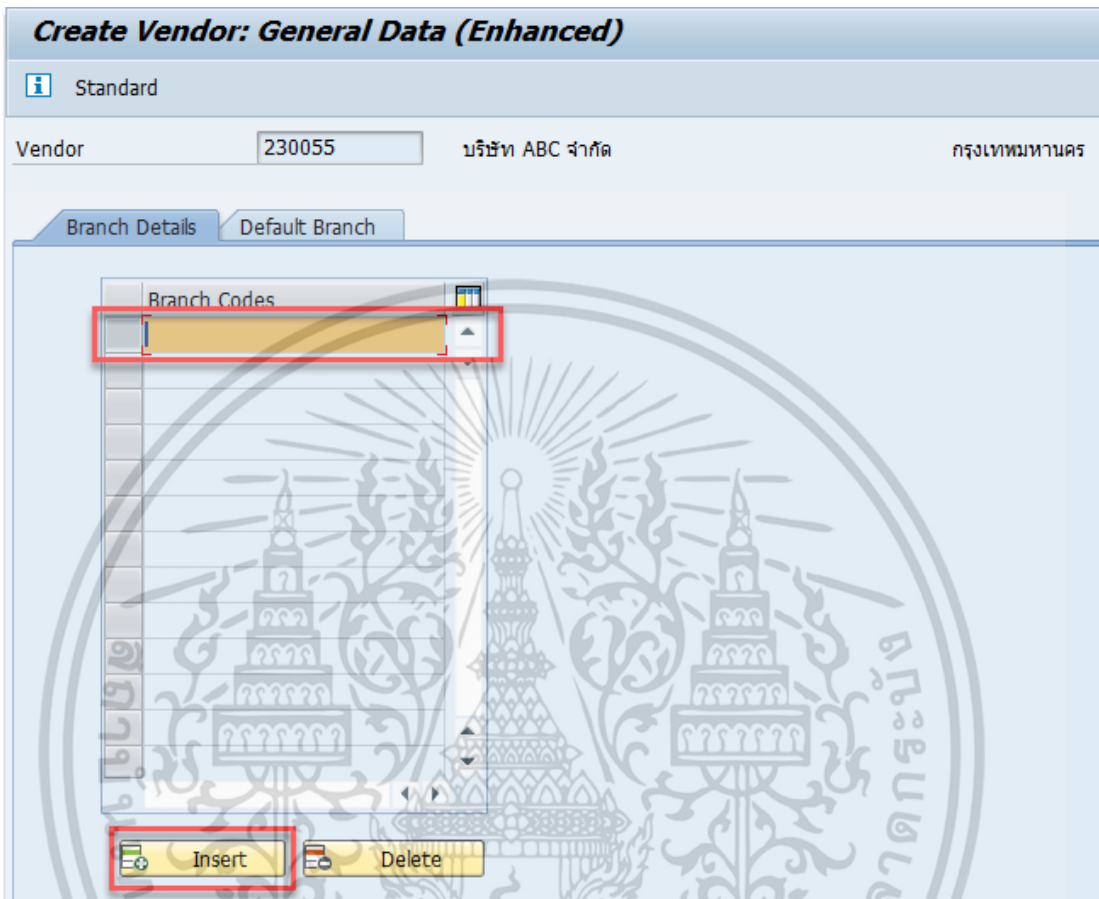 Create Vendor: General Data (Enhanced)
Standard
Vendor 230055 บริษัท ABC จำกัด กรุงเทพมหานคร
Branch Details Default Branch
Branch Codes
Insert Delete